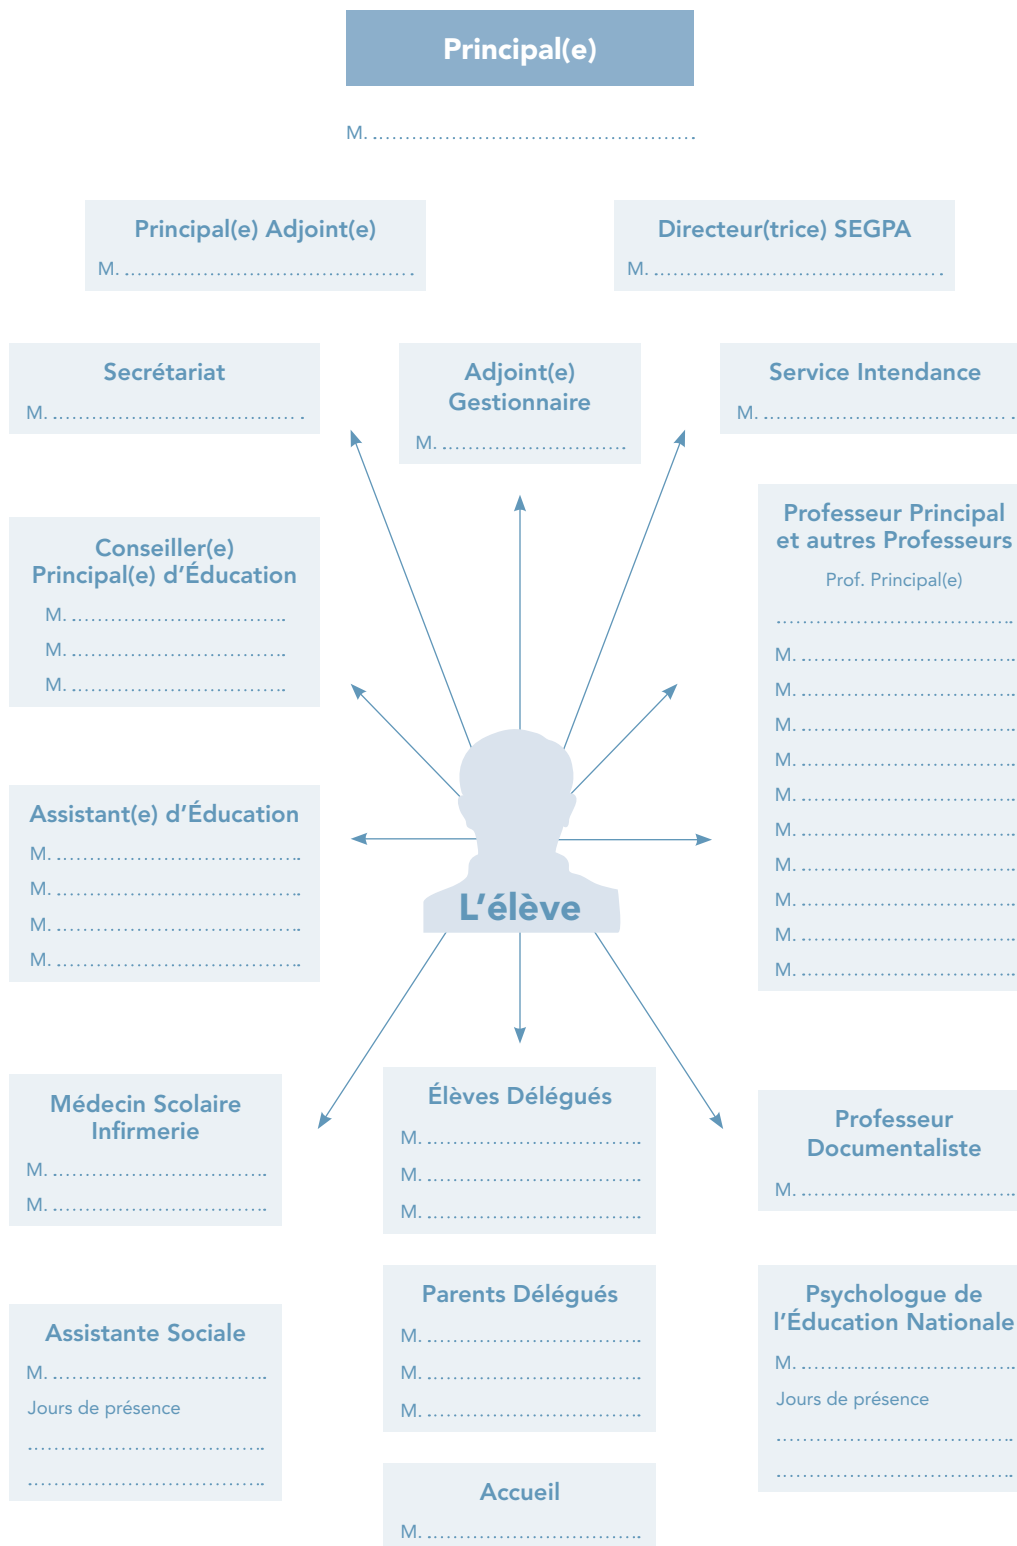 Principal(e)
M. ........................................................
Principal(e) Adjoint(e)
M. ................................................
Directeur(trice) SEGPA
M. ................................................
Secrétariat
M. ..........................................
Adjoint(e)
Gestionnaire
M. ................................
Service Intendance
M. ..........................................
Conseiller(e)
Principal(e) d’Éducation
M. ....................................
M. ....................................
M. ....................................
Professeur Principal
et autres Professeurs
Prof. Principal(e)
........................................
M. ....................................
M. ....................................
M. ....................................
M. ....................................
M. ....................................
M. ....................................
M. ....................................
M. ....................................
M. ....................................
M. ....................................
Assistant(e) d’Éducation
M. ..........................................
M. ..........................................
M. ..........................................
M. ..........................................
L’élève
Médecin Scolaire
Infirmerie
M. ....................................
M. ....................................
Élèves Délégués
M. ....................................
M. ....................................
M. ....................................
Professeur
Documentaliste
M. ....................................
Assistante Sociale
M. ....................................
Jours de présence
........................................
........................................
Parents Délégués
M. ....................................
M. ....................................
M. ....................................
Psychologue de
l’Éducation Nationale
M. ....................................
Jours de présence
........................................
........................................
Accueil
M. ....................................